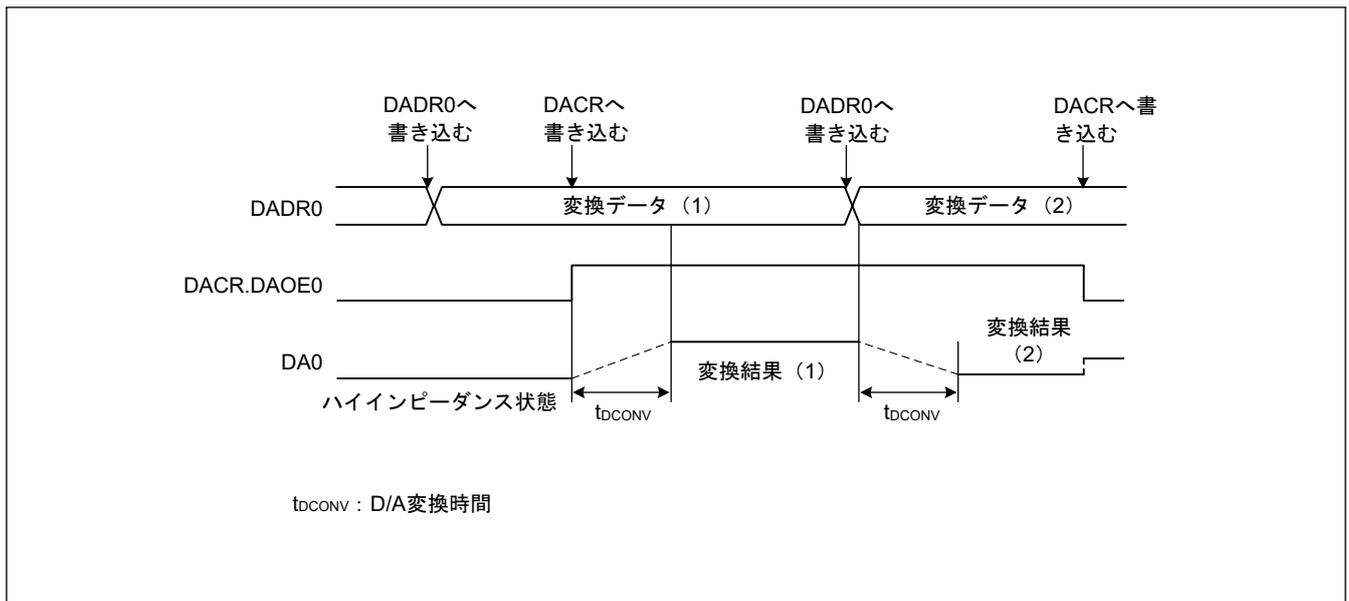 DADR0へ
書き込む
DACRへ
書き込む
DADR0へ
書き込む
DACRへ書
き込む
DADR0
変換データ（1）
変換データ（2）
DACR.DAOE0
DA0
変換結果（1）
変換結果
（2）
ハイインピーダンス状態
tDCONV
tDCONV
tDCONV：D/A変換時間